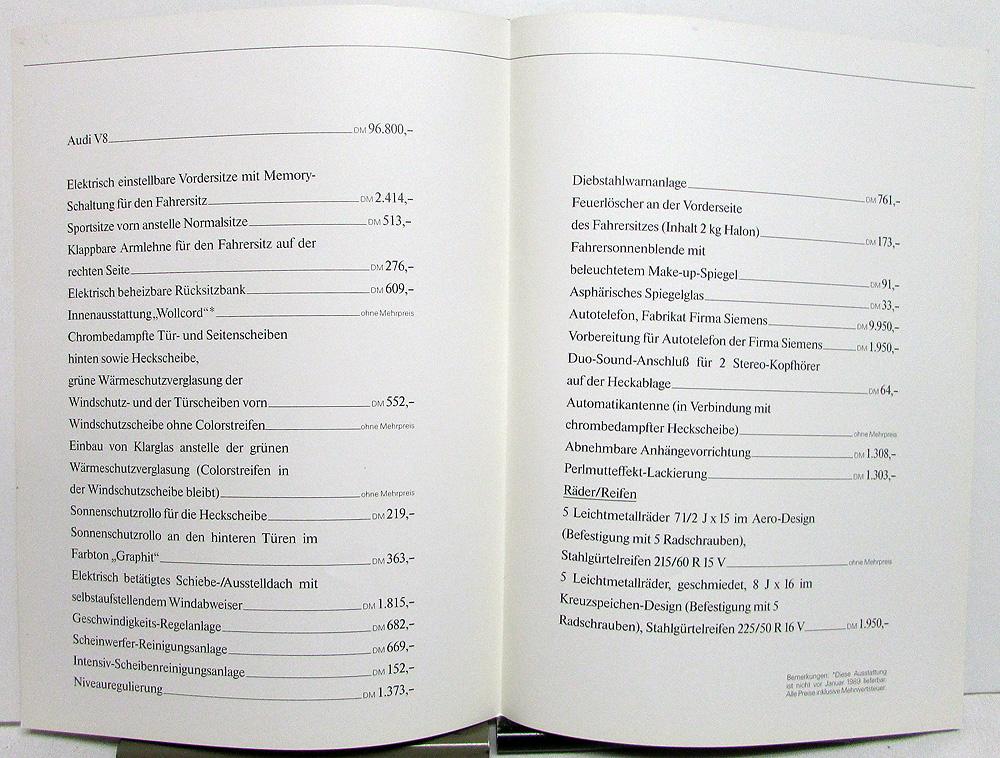 Audi V8 DM 96.800,–
Elektrisch einstellbare Vordersitze mit Memory-
Schaltung für den Fahrersitz DM 2.414,–
Sportsitze vorn anstelle Normalsitze DM 513,–
Klappbare Armlehne für den Fahrersitz auf der
rechten Seite DM 276,–
Elektrisch beheizbare Rücksitzbank DM 609,–
Innenausstattung „Wollcord“* ohne Mehrpreis
Chrombedampfte Tür- und Seitenscheiben
hinten sowie Heckscheibe,
grüne Wärmeschutzverglasung der
Windschutz- und der Türscheiben vorn DM 552,–
Windschutzscheibe ohne Colorstreifen ohne Mehrpreis
Einbau von Klarglas anstelle der grünen
Wärmeschutzverglasung (Colorstreifen in
der Windschutzscheibe bleibt) ohne Mehrpreis
Sonnenschutzrollo für die Heckscheibe DM 219,–
Sonnenschutzrollo an den hinteren Türen im
Farbton „Graphit“ DM 363,–
Elektrisch betätigtes Schiebe-/Ausstelldach mit
selbstaufstellendem Windabweiser DM 1.815,–
Geschwindigkeits-Regelanlage DM 682,–
Scheinwerfer-Reinigungsanlage DM 669,–
Intensiv-Scheibenreinigungsanlage DM 152,–
Niveauregulierung DM 1.373,–
Diebstahlwarnanlage DM 761,–
Feuerlöscher an der Vorderseite
des Fahrersitzes (Inhalt 2 kg Halon) DM 173,–
Fahrersonnenblende mit
beleuchtetem Make-up-Spiegel DM 91,–
Asphärisches Spiegelglas DM 33,–
Autotelefon, Fabrikat Firma Siemens DM 9.950,–
Vorbereitung für Autotelefon der Firma Siemens DM 1.950,–
Duo-Sound-Anschluß für 2 Stereo-Kopfhörer
auf der Heckablage DM 64,–
Automatikantenne (in Verbindung mit
chrombedampfter Heckscheibe) ohne Mehrpreis
Abnehmbare Anhängevorrichtung DM 1.308,–
Perlmutteffekt-Lackierung DM 1.303,–
Räder/Reifen
5 Leichtmetallräder 7 1/2 J x 15 im Aero-Design
(Befestigung mit 5 Radschrauben),
Stahlgürtelreifen 215/60 R 15 V ohne Mehrpreis
5 Leichtmetallräder, geschmiedet, 8 J x 16 im
Kreuzspeichen-Design (Befestigung mit 5
Radschrauben), Stahlgürtelreifen 225/50 R 16 V DM 1.950,–
Bemerkungen: *Diese Ausstattung
ist nicht vor Januar 1989 lieferbar.
Alle Preise inklusive Mehrwertsteuer.